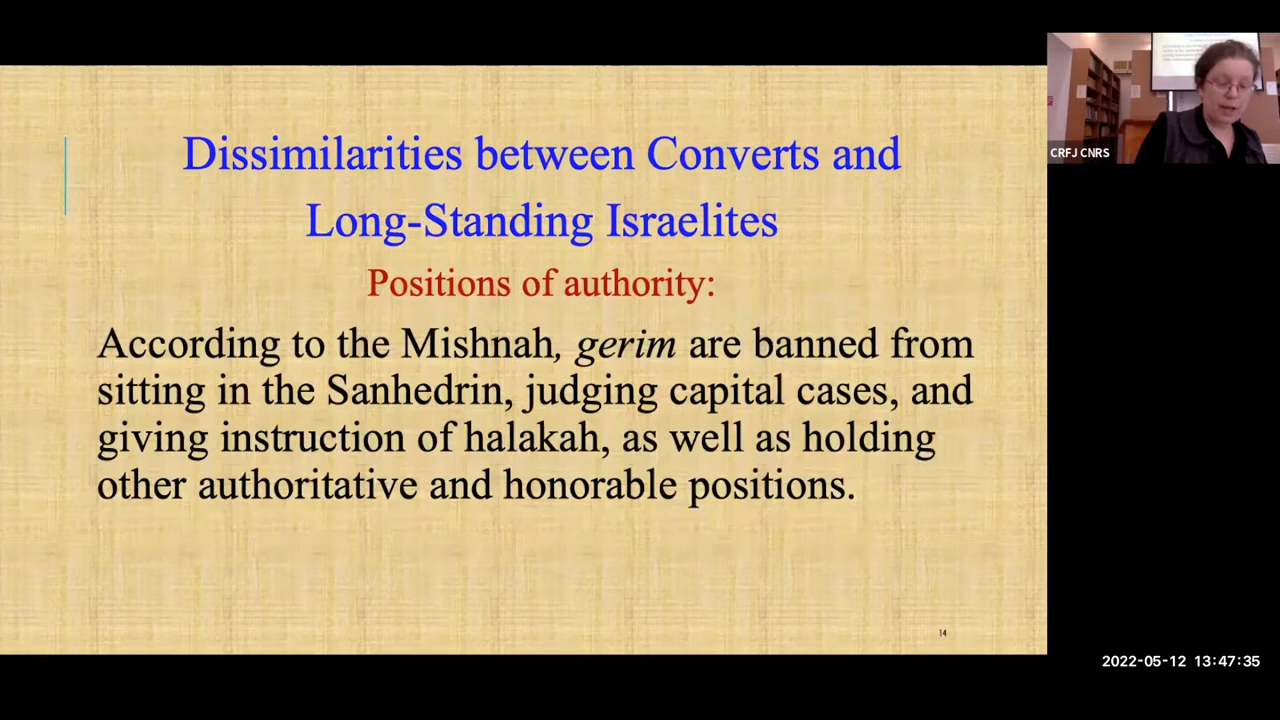 Dissimilarities between Converts and
Long-Standing Israelites
Positions of authority:
According to the Mishnah, gerim are banned from
sitting in the Sanhedrin, judging capital cases, and
giving instruction of halakah, as well as holding
other authoritative and honorable positions.
14
CRFJ CNRS
2022-05-12 13:47:35